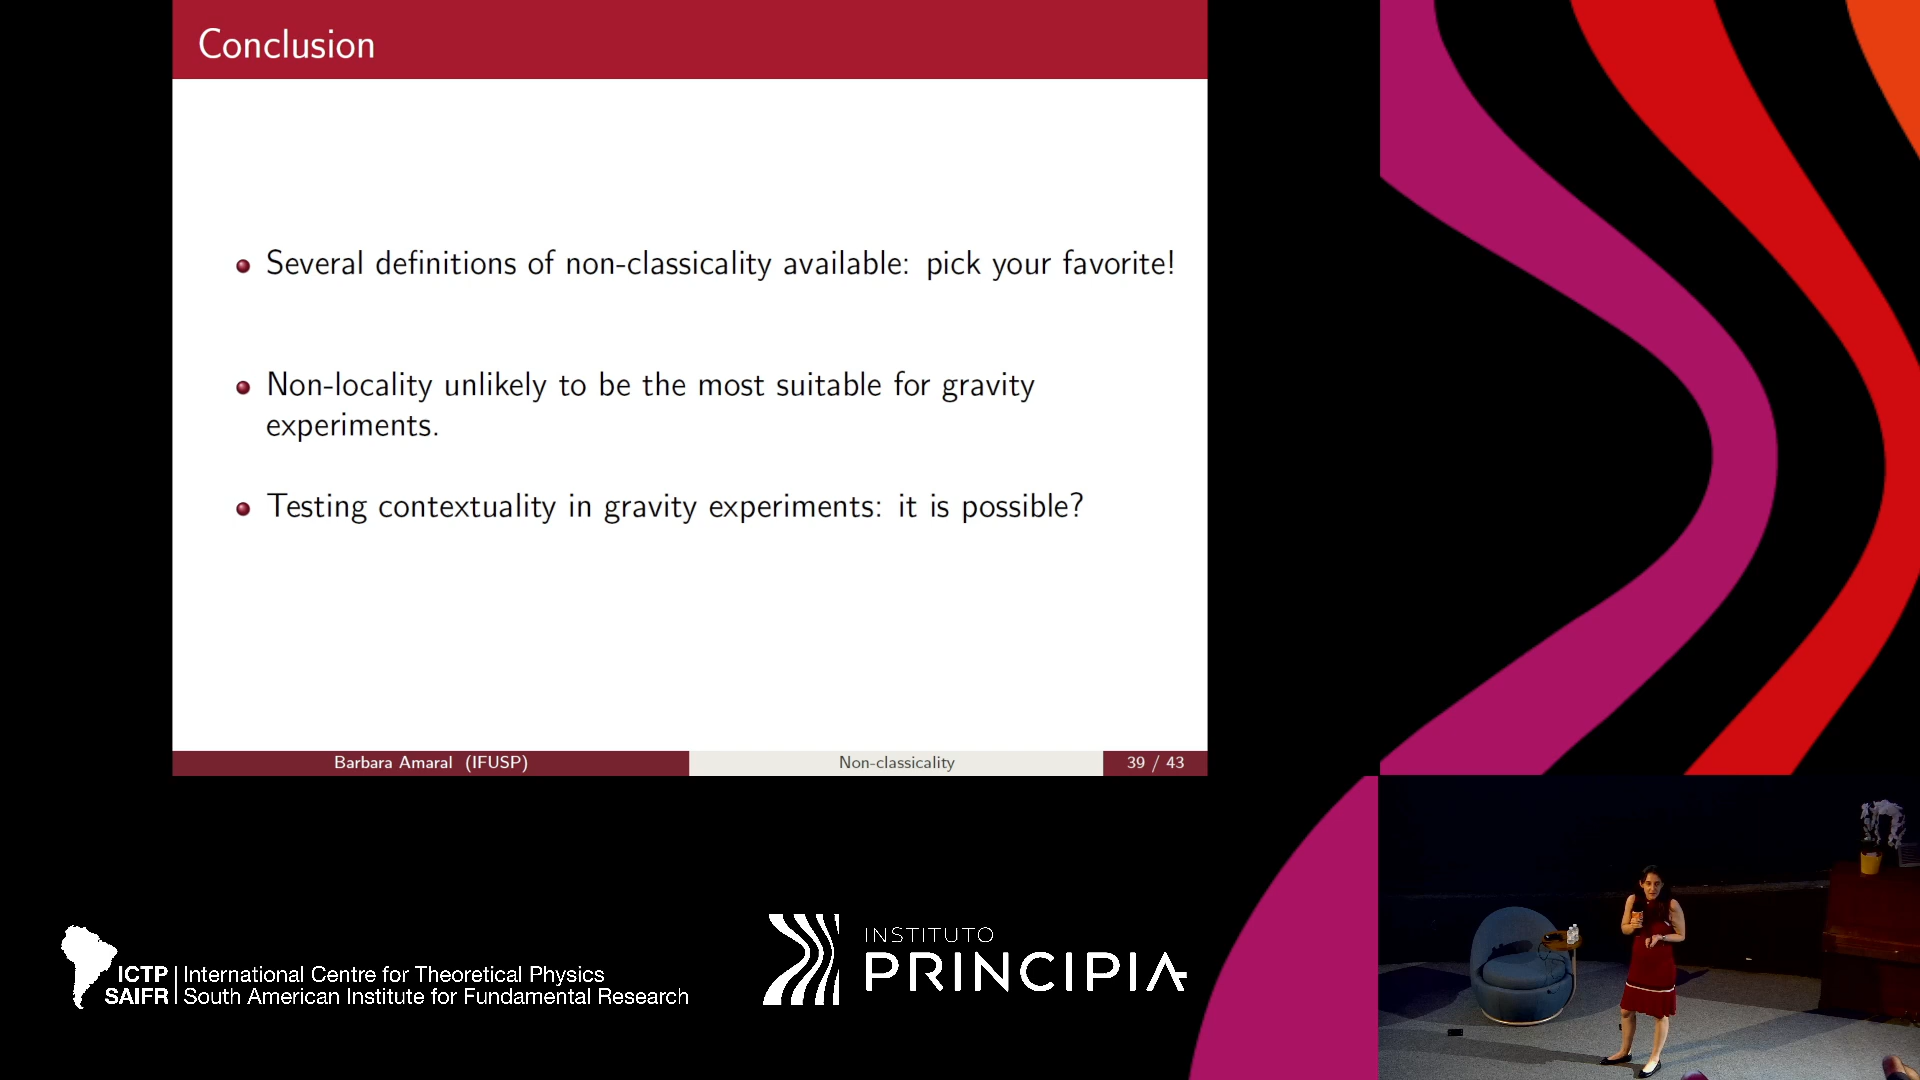 Conclusion
Several definitions of non-classicality available: pick your favorite!
Non-locality unlikely to be the most suitable for gravity
experiments.
Testing contextuality in gravity experiments: it is possible?
Barbara Amaral (IFUSP)
Non-classicality
39 / 43
ICTP
SAIFR
International Centre for Theoretical Physics
South American Institute for Fundamental Research
INSTITUTO
PRINCIPIA